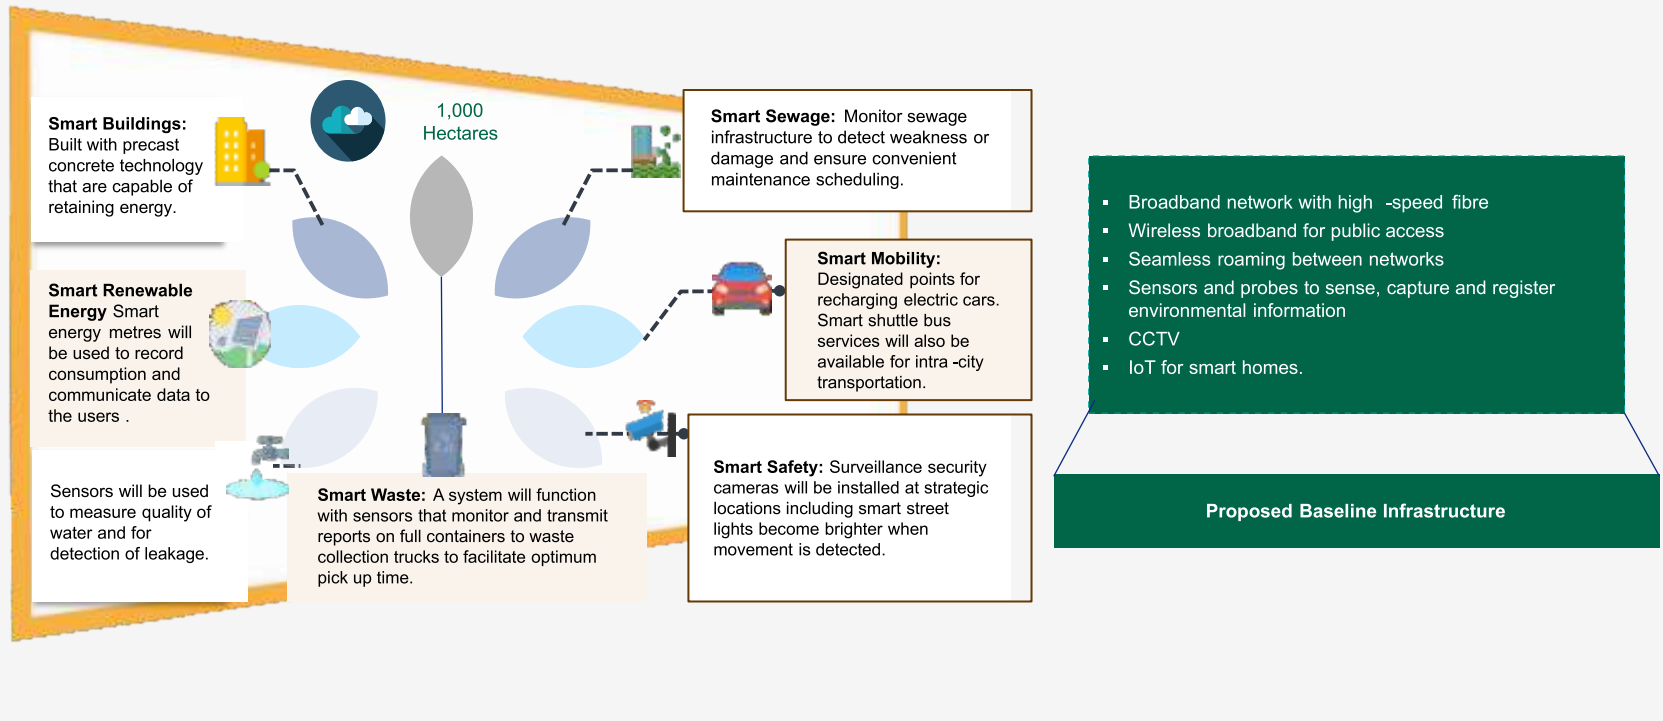 Smart Buildings:
Built with precast
concrete technology
that are capable of
retaining energy.
1,000
Hectares
Smart Sewage: Monitor sewage
infrastructure to detect weakness or
damage and ensure convenient
maintenance scheduling.
Smart Renewable
Energy Smart
energy metres will
be used to record
consumption and
communicate data to
the users .
Smart Mobility:
Designated points for
recharging electric cars.
Smart shuttle bus
services will also be
available for intra -city
transportation.
Sensors will be used
to measure quality of
water and for
detection of leakage.
Smart Waste: A system will function
with sensors that monitor and transmit
reports on full containers to waste
collection trucks to facilitate optimum
pick up time.
Smart Safety: Surveillance security
cameras will be installed at strategic
locations including smart street
lights become brighter when
movement is detected.
▪ Broadband network with high -speed fibre
▪ Wireless broadband for public access
▪ Seamless roaming between networks
▪ Sensors and probes to sense, capture and register
environmental information
▪ CCTV
▪ IoT for smart homes.
Proposed Baseline Infrastructure